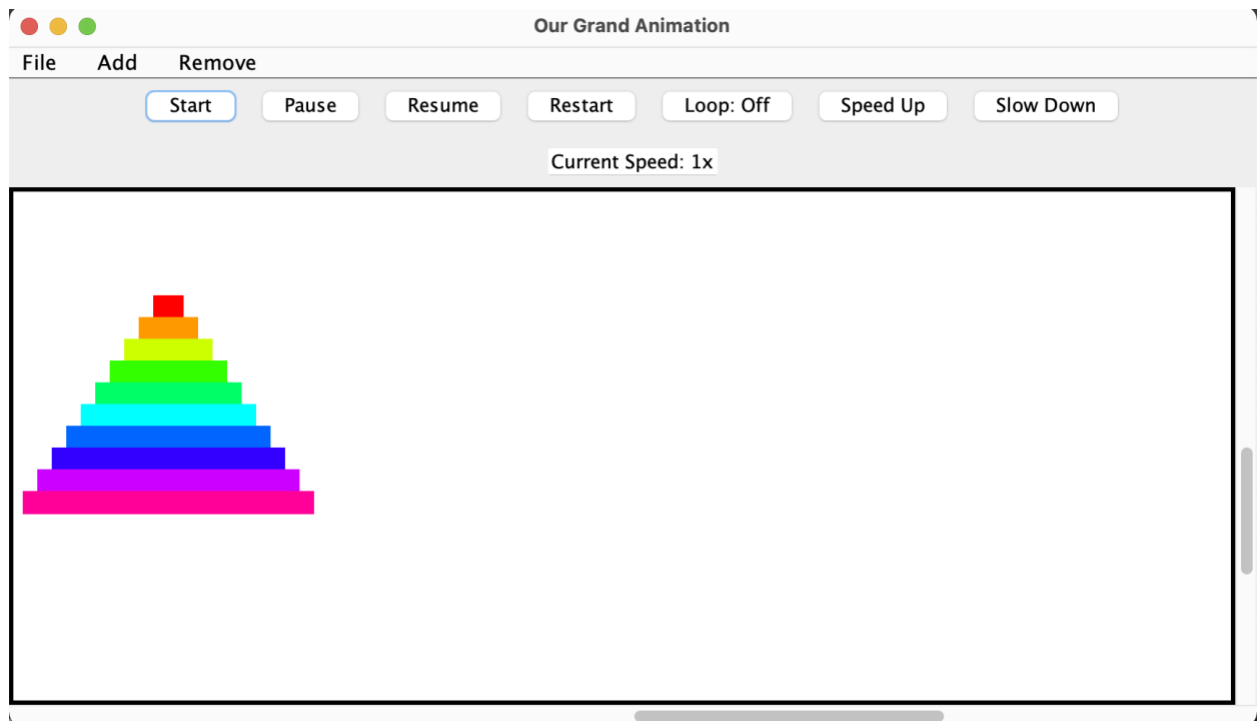 Our Grand Animation
File Add Remove
Start Pause Resume Restart Loop: Off Speed Up Slow Down
Current Speed: 1x